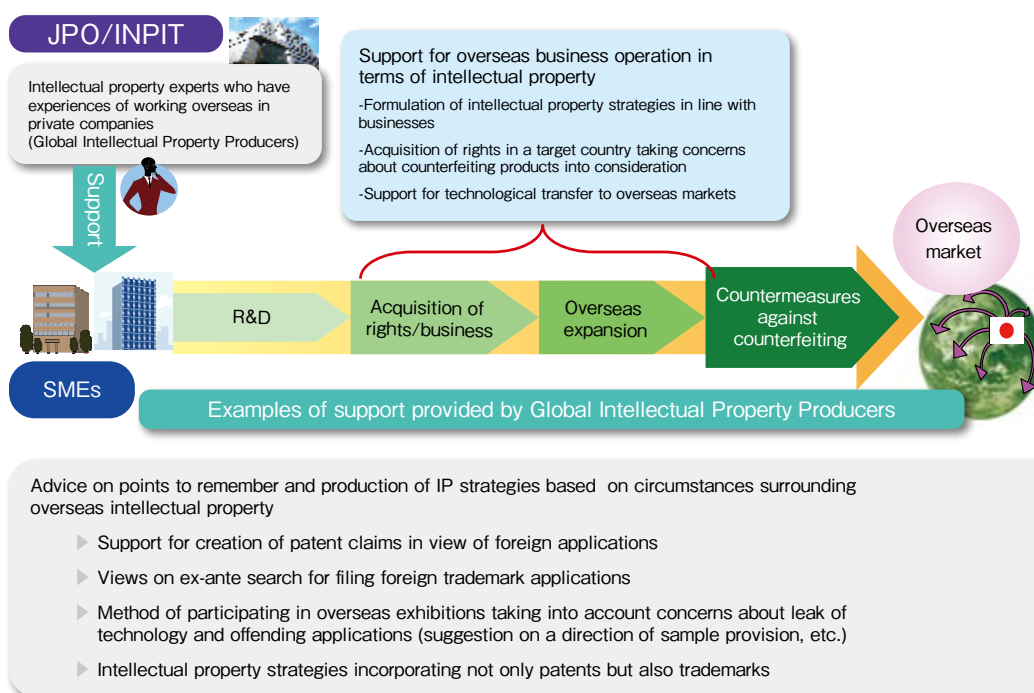 JPO/INPIT
Intellectual property experts who have
experiences of working overseas in
private companies
(Global Intellectual Property Producers)
Support
Support for overseas business operation in
terms of intellectual property
-Formulation of intellectual property strategies in line with
businesses
-Acquisition of rights in a target country taking concerns
about counterfeiting products into consideration
-Support for technological transfer to overseas markets
Overseas
market
R&D
Acquisition of
rights/business
Overseas
expansion
Countermeasures
against
counterfeiting
SMEs
Examples of support provided by Global Intellectual Property Producers
Advice on points to remember and production of IP strategies based on circumstances surrounding
overseas intellectual property
Support for creation of patent claims in view of foreign applications
Views on ex-ante search for filing foreign trademark applications
Method of participating in overseas exhibitions taking into account concerns about leak of
technology and offending applications (suggestion on a direction of sample provision, etc.)
Intellectual property strategies incorporating not only patents but also trademarks